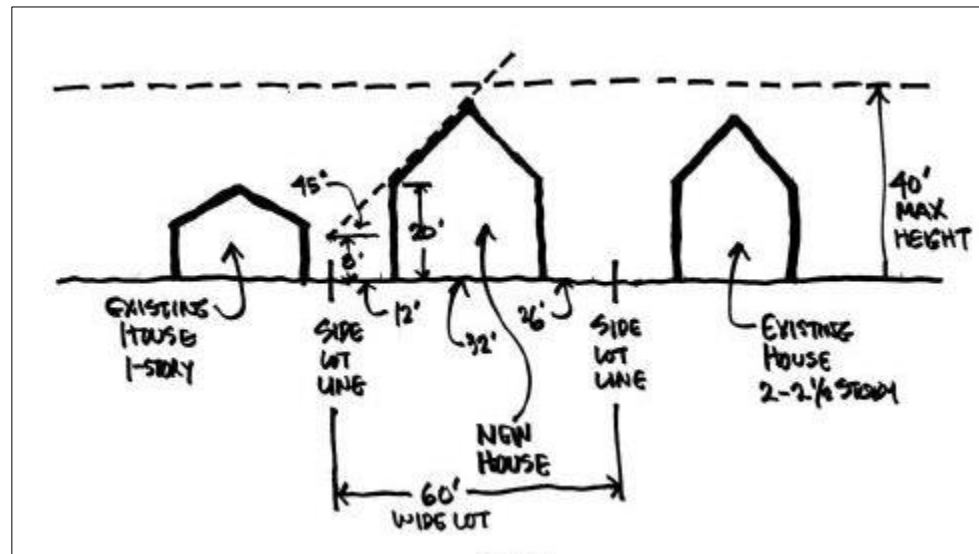 45°
8'
20'
40'
MAX
HEIGHT
EXISTING
HOUSE
1-STORY
SIDE
LOT
LINE
12'
32'
SIDE
LOT
LINE
EXISTING
HOUSE
2-2½ STORY
NEW
HOUSE
60'
WIDE LOT